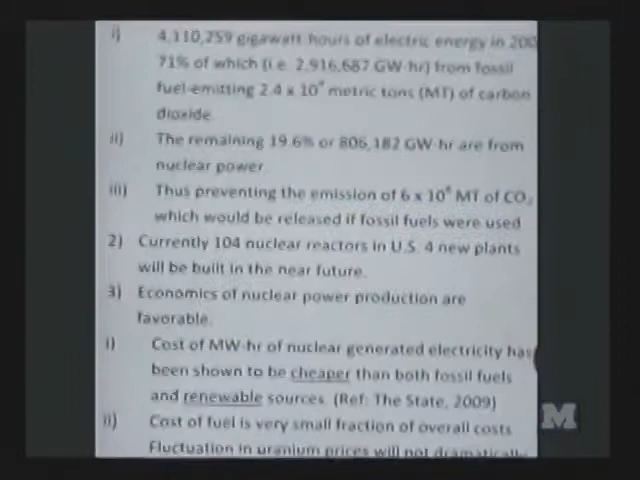 i) 4,110,259 gigawatt hours of electric energy in 200
71% of which (i.e. 2,916,687 GW-hr) from fossil
fuel-emitting 2.4 x 10⁹ metric tons (MT) of carbon
dioxide.
ii) The remaining 19.6% or 806,182 GW-hr are from
nuclear power.
iii) Thus preventing the emission of 6 x 10⁸ MT of CO₂
which would be released if fossil fuels were used
2) Currently 104 nuclear reactors in U.S. 4 new plants
will be built in the near future.
3) Economics of nuclear power production are
favorable.
i) Cost of MW-hr of nuclear generated electricity has
been shown to be cheaper than both fossil fuels
and renewable sources. (Ref: The State, 2009)
ii) Cost of fuel is very small fraction of overall costs
Fluctuation in uranium prices will not dramatically
M